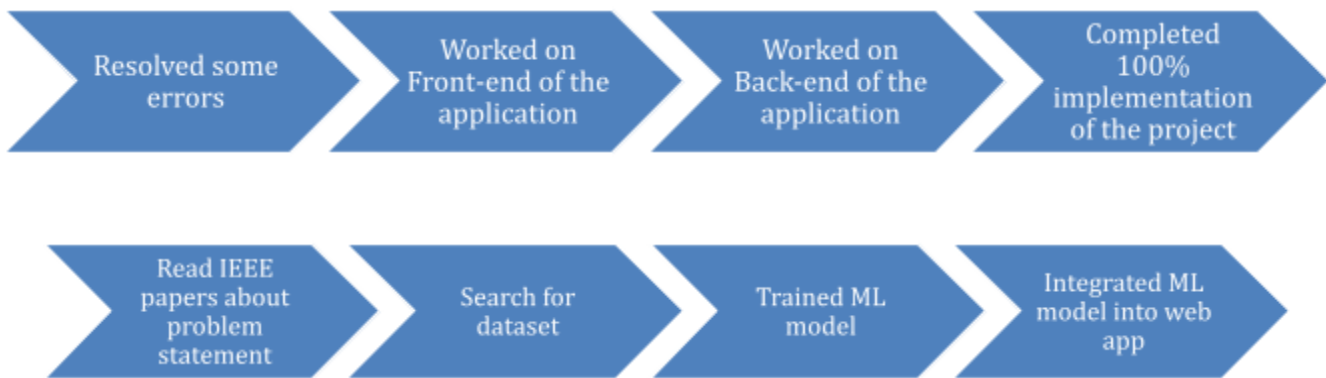 Resolved some
errors
Worked on
Front-end of the
application
Worked on
Back-end of the
application
Completed
100%
implementation
of the project
Read IEEE
papers about
problem
statement
Search for
dataset
Trained ML
model
Integrated ML
model into web
app